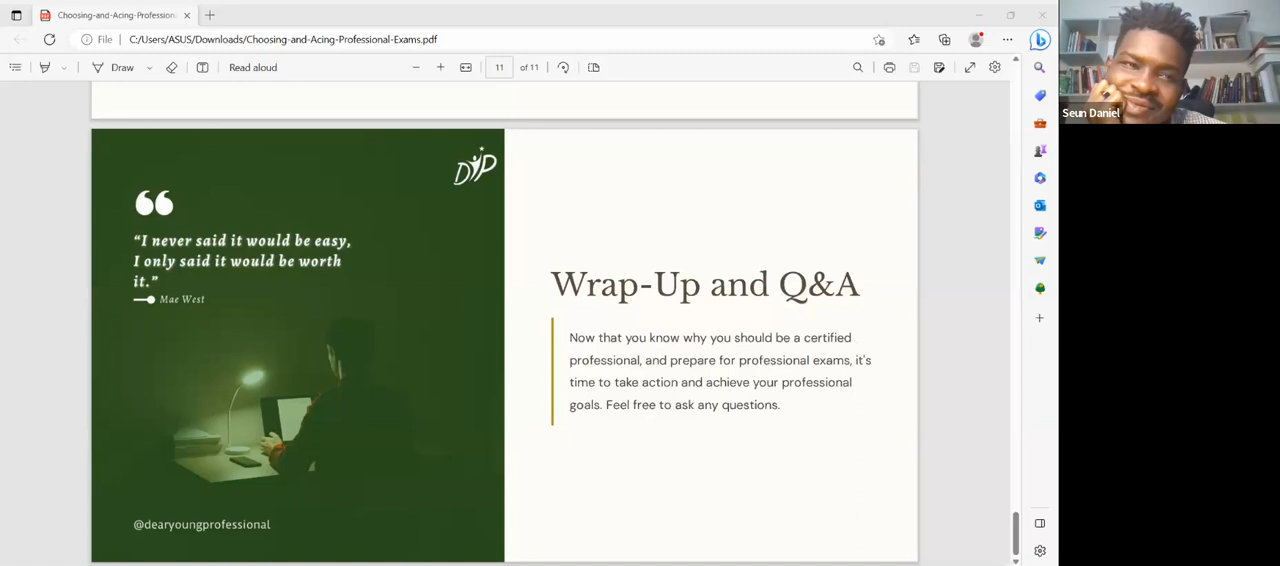 Choosing-and-Acing-Profession
File
C:/Users/ASUS/Downloads/Choosing-and-Acing-Professional-Exams.pdf
Draw
Read aloud
11
of 11
Seun Daniel
DYP
“I never said it would be easy,
I only said it would be worth
it.”
Mae West
@dearyoungprofessional
Wrap-Up and Q&A
Now that you know why you should be a certified
professional, and prepare for professional exams, it's
time to take action and achieve your professional
goals. Feel free to ask any questions.